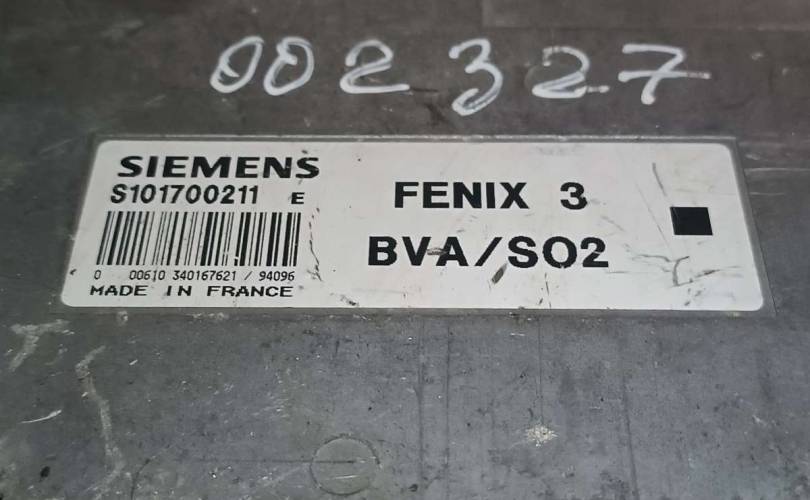 002327
SIEMENS
S101700211 E
FENIX 3
BVA/SO2
0 00610 340167621 / 94096
MADE IN FRANCE